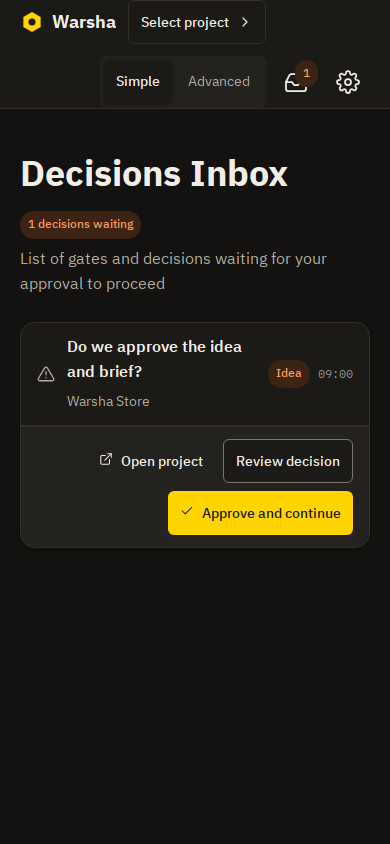 Warsha
Select project
Simple
Advanced
1
Decisions Inbox
1 decisions waiting
List of gates and decisions waiting for your
approval to proceed
Do we approve the idea
and brief?
Warsha Store
Idea
09:00
Open project
Review decision
Approve and continue